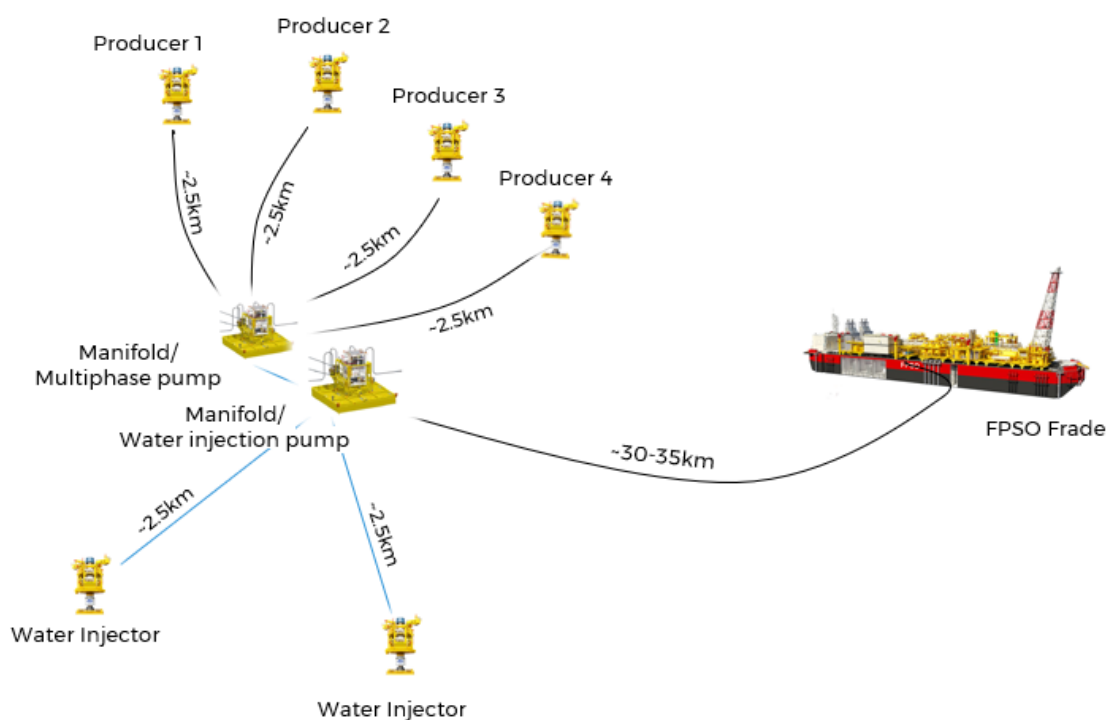 Producer 1
Producer 2
Producer 3
Producer 4
~2.5km
~2.5km
~2.5km
~2.5km
Manifold/
Multiphase pump
Manifold/
Water injection pump
~30-35km
FPSO Frade
~2.5km
~2.5km
Water Injector
Water Injector